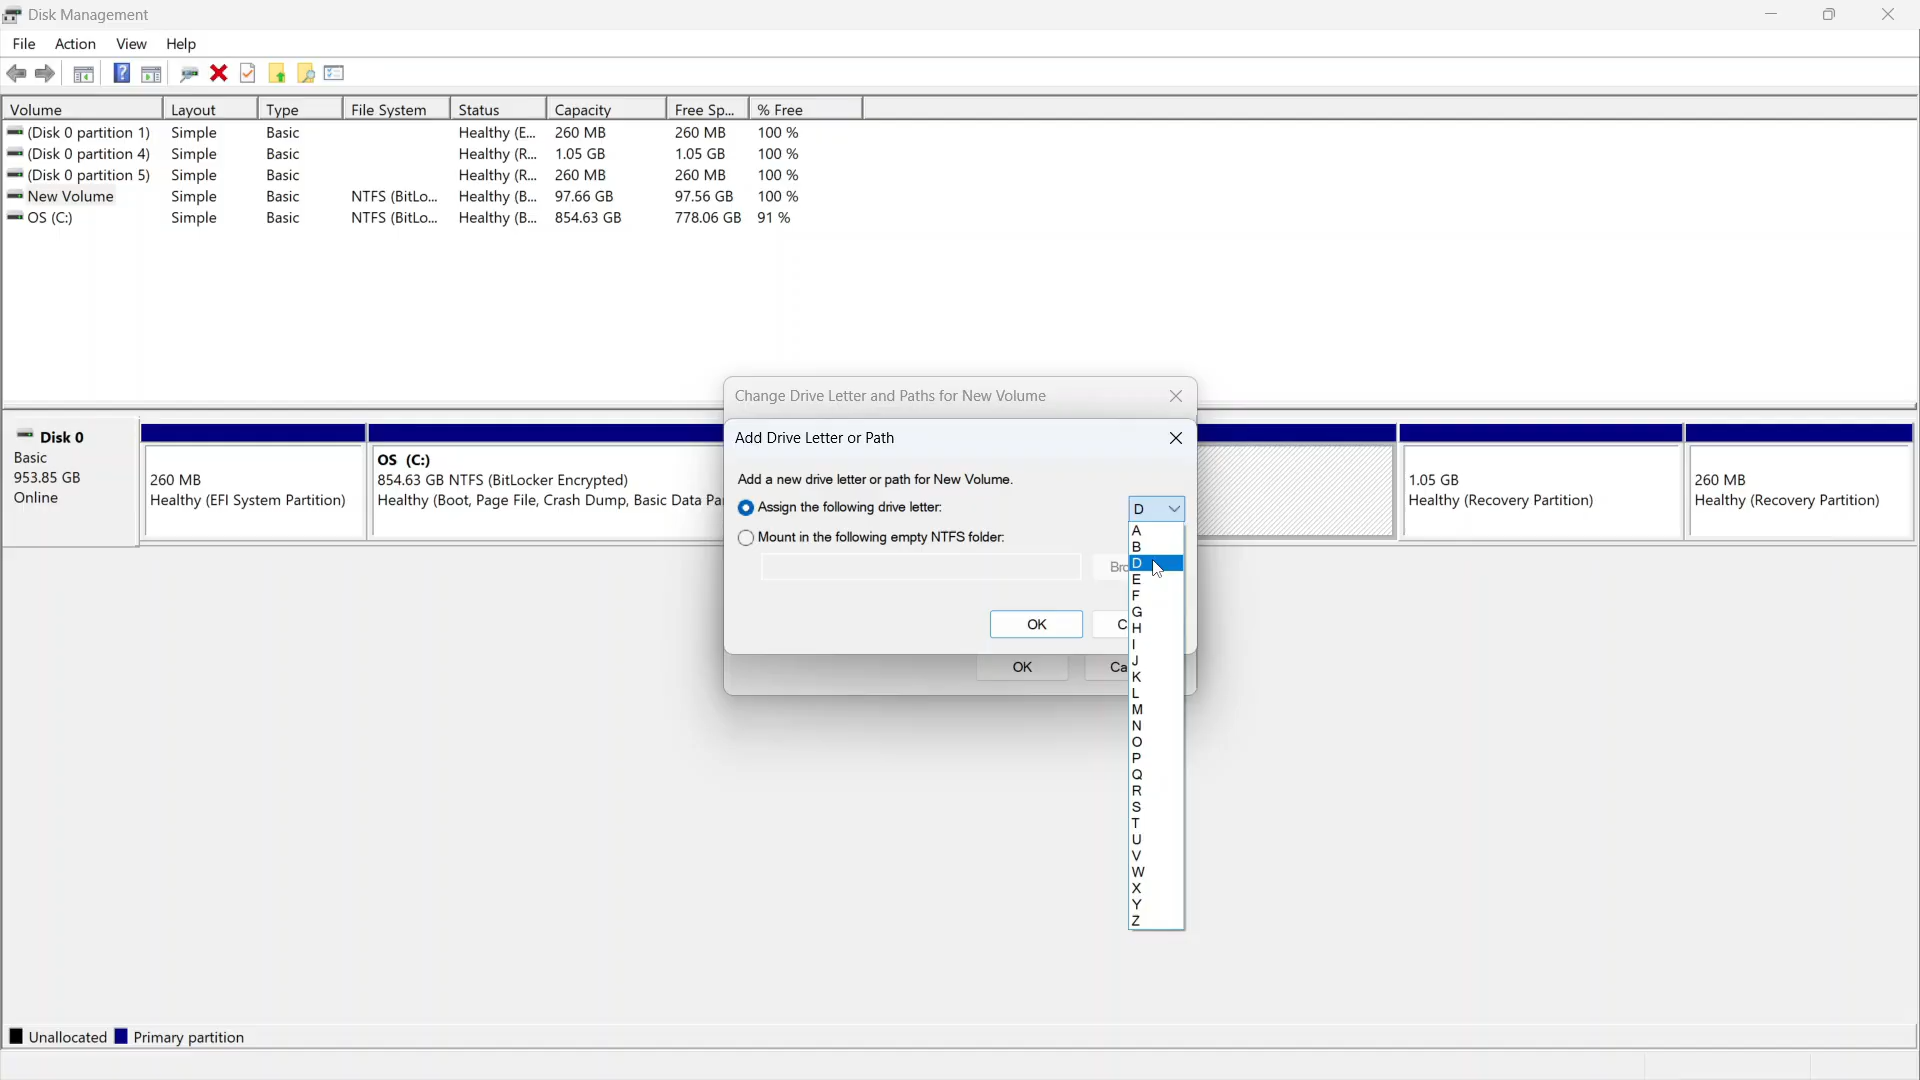 Disk Management
File Action View Help
Volume Layout Type File System Status Capacity Free Sp... % Free
(Disk 0 partition 1) Simple Basic Healthy (E... 260 MB 260 MB 100 %
(Disk 0 partition 4) Simple Basic Healthy (R... 1.05 GB 1.05 GB 100 %
(Disk 0 partition 5) Simple Basic Healthy (R... 260 MB 260 MB 100 %
New Volume Simple Basic NTFS (BitLo... Healthy (B... 97.66 GB 97.56 GB 100 %
OS (C:) Simple Basic NTFS (BitLo... Healthy (B... 854.63 GB 778.06 GB 91 %
Disk 0
Basic
953.85 GB
Online
260 MB
Healthy (EFI System Partition)
OS (C:)
854.63 GB NTFS (BitLocker Encrypted)
Healthy (Boot, Page File, Crash Dump, Basic Data Pa
Change Drive Letter and Paths for New Volume
Add Drive Letter or Path
Add a new drive letter or path for New Volume.
Assign the following drive letter: D
Mount in the following empty NTFS folder:
Bro
OK C
OK Ca
A
B
D
E
F
G
H
I
J
K
L
M
N
O
P
Q
R
S
T
U
V
W
X
Y
Z
1.05 GB
Healthy (Recovery Partition)
260 MB
Healthy (Recovery Partition)
Unallocated Primary partition